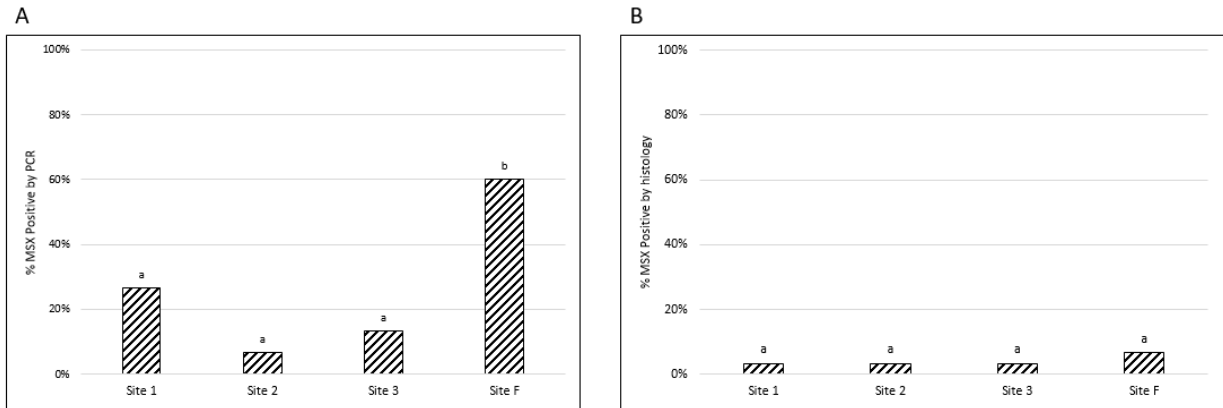 A
% MSX Positive by PCR
100%
80%
60%
40%
20%
0%
a
a
a
b
Site 1
Site 2
Site 3
Site F
B
% MSX Positive by histology
100%
80%
60%
40%
20%
0%
a
a
a
a
Site 1
Site 2
Site 3
Site F